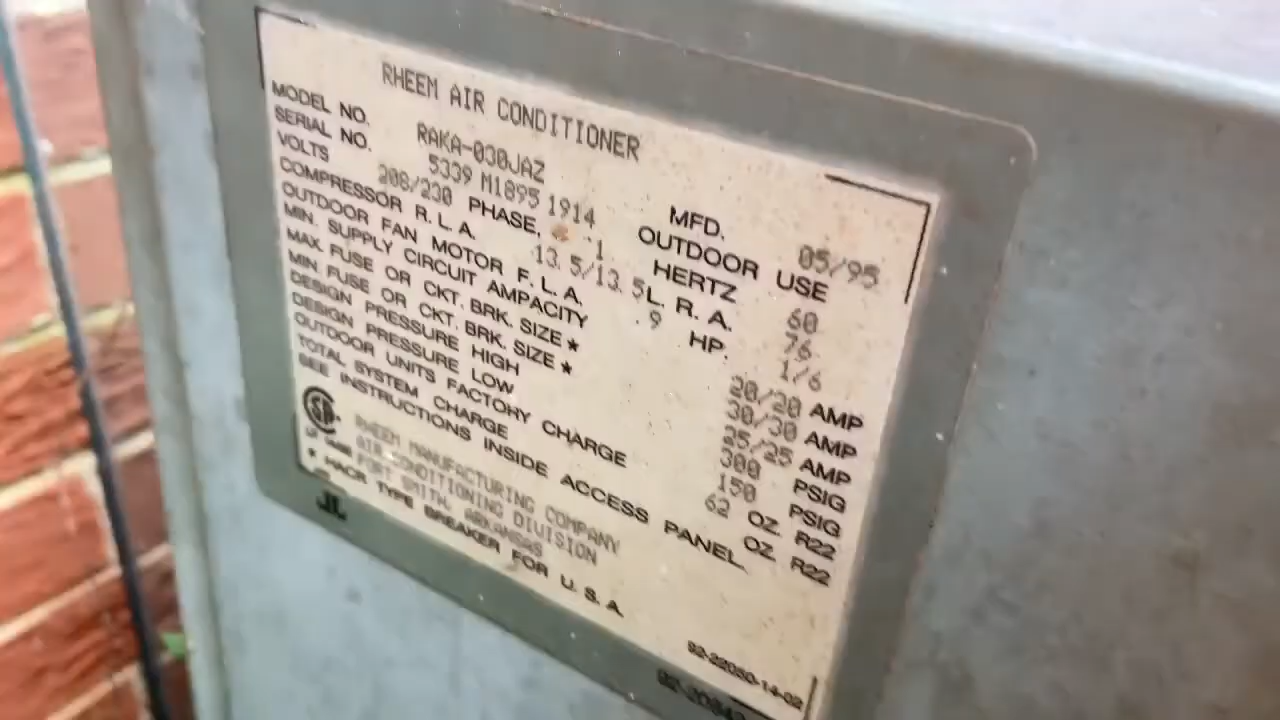 RHEEM AIR CONDITIONER
MODEL NO. RAKA-030JAZ MFD. 05/95
SERIAL NO. 5339 M1895 1914 OUTDOOR USE
VOLTS 208/230 PHASE, 1 HERTZ 60
COMPRESSOR R. L. A. 13.5/13.5 L. R. A. 76
OUTDOOR FAN MOTOR F. L. A. .9 HP. 1/6
MIN. SUPPLY CIRCUIT AMPACITY 20/20 AMP
MAX. FUSE OR CKT. BRK. SIZE * 30/30 AMP
MIN. FUSE OR CKT. BRK. SIZE * 25/25 AMP
DESIGN PRESSURE HIGH 300 PSIG
DESIGN PRESSURE LOW 150 PSIG
OUTDOOR UNITS FACTORY CHARGE 62 OZ. R22
TOTAL SYSTEM CHARGE OZ. R22
SEE INSTRUCTIONS INSIDE ACCESS PANEL.
RHEEM MANUFACTURING COMPANY
AIR CONDITIONING DIVISION
FORT SMITH, ARKANSAS
* HACR TYPE BREAKER FOR U. S. A.
92-22050-14-02